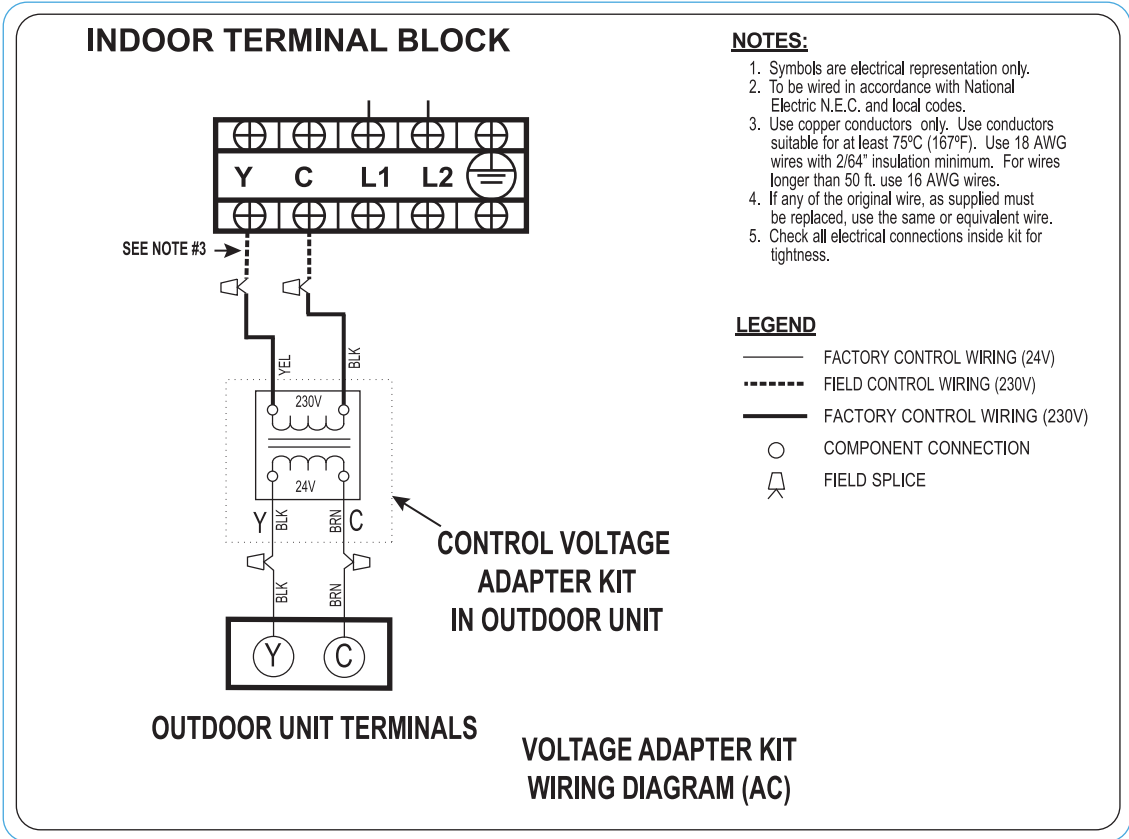 INDOOR TERMINAL BLOCK
Y C L1 L2
SEE NOTE #3
YEL
BLK
230V
24V
Y
BLK
BRN
C
BLK
BRN
CONTROL VOLTAGE
ADAPTER KIT
IN OUTDOOR UNIT
Y
C
OUTDOOR UNIT TERMINALS
VOLTAGE ADAPTER KIT
WIRING DIAGRAM (AC)
NOTES:
1. Symbols are electrical representation only.
2. To be wired in accordance with National
Electric N.E.C. and local codes.
3. Use copper conductors only. Use conductors
suitable for at least 75ºC (167ºF). Use 18 AWG
wires with 2/64” insulation minimum. For wires
longer than 50 ft. use 16 AWG wires.
4. If any of the original wire, as supplied must
be replaced, use the same or equivalent wire.
5. Check all electrical connections inside kit for
tightness.
LEGEND
FACTORY CONTROL WIRING (24V)
FIELD CONTROL WIRING (230V)
FACTORY CONTROL WIRING (230V)
COMPONENT CONNECTION
FIELD SPLICE